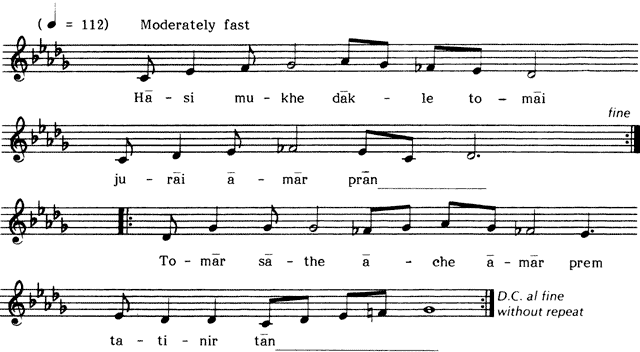 ( ♩ = 112) Moderately fast
Hā - si mu - khe dāk - le to - māi
fine
ju - rāi ā - mār prān
To - mār sā - the ā - che ā - mār prem
D.C. al fine
without repeat
ta - ti - nir tān